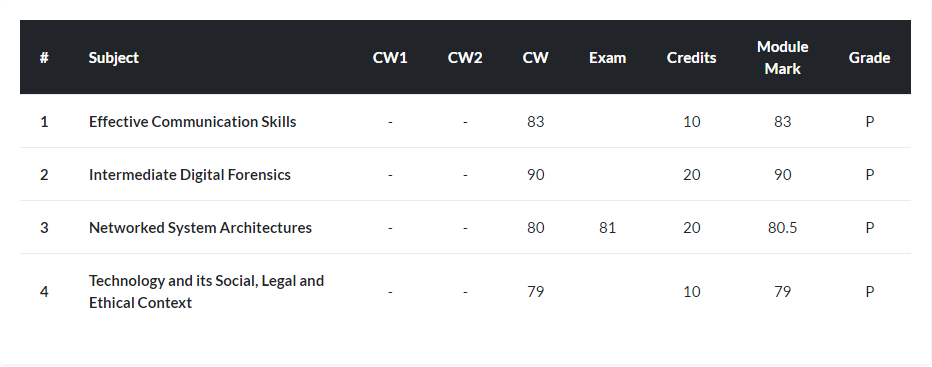 # Subject CW1 CW2 CW Exam Credits Module Mark Grade
1 Effective Communication Skills - - 83 10 83 P
2 Intermediate Digital Forensics - - 90 20 90 P
3 Networked System Architectures - - 80 81 20 80.5 P
4 Technology and its Social, Legal and Ethical Context - - 79 10 79 P